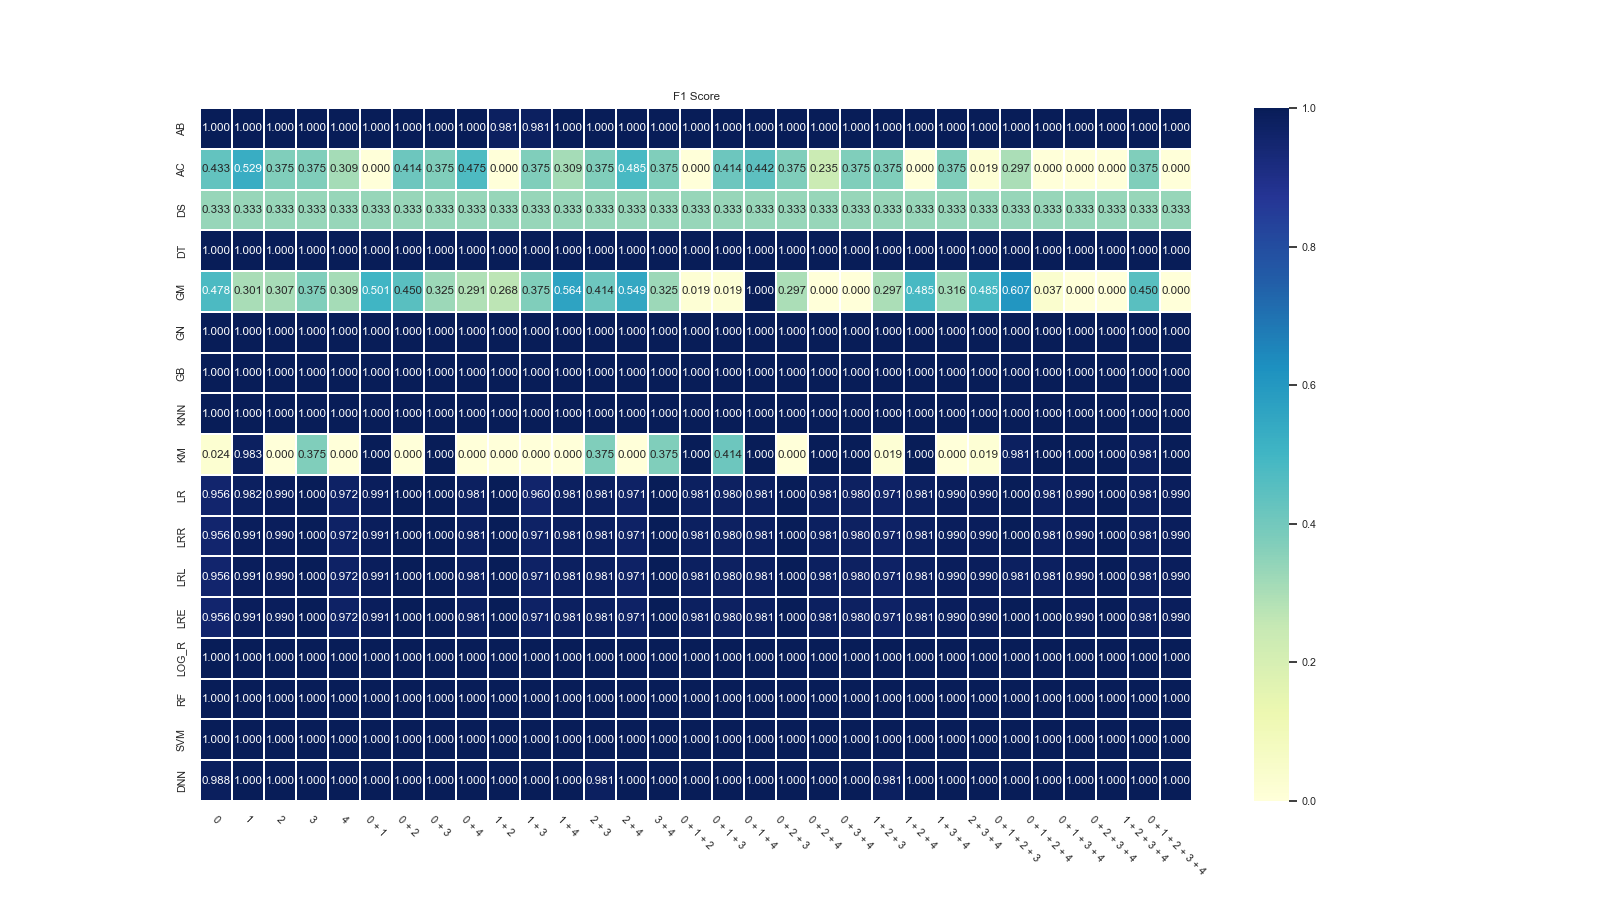 F1 Score
AB 1.000 1.000 1.000 1.000 1.000 1.000 1.000 1.000 1.000 0.981 0.981 1.000 1.000 1.000 1.000 1.000 1.000 1.000 1.000 1.000 1.000 1.000 1.000 1.000 1.000 1.000 1.000 1.000 1.000 1.000 1.000 1.0
AC 0.433 0.529 0.375 0.375 0.309 0.000 0.414 0.375 0.475 0.000 0.375 0.309 0.375 0.485 0.375 0.000 0.414 0.442 0.375 0.235 0.375 0.375 0.000 0.375 0.019 0.297 0.000 0.000 0.000 0.375 0.000
DS 0.333 0.333 0.333 0.333 0.333 0.333 0.333 0.333 0.333 0.333 0.333 0.333 0.333 0.333 0.333 0.333 0.333 0.333 0.333 0.333 0.333 0.333 0.333 0.333 0.333 0.333 0.333 0.333 0.333 0.333 0.333
DT 1.000 1.000 1.000 1.000 1.000 1.000 1.000 1.000 1.000 1.000 1.000 1.000 1.000 1.000 1.000 1.000 1.000 1.000 1.000 1.000 1.000 1.000 1.000 1.000 1.000 1.000 1.000 1.000 1.000 1.000 1.000 0.8
GM 0.478 0.301 0.307 0.375 0.309 0.501 0.450 0.325 0.291 0.268 0.375 0.564 0.414 0.549 0.325 0.019 0.019 1.000 0.297 0.000 0.000 0.297 0.485 0.316 0.485 0.607 0.037 0.000 0.000 0.450 0.000
GN 1.000 1.000 1.000 1.000 1.000 1.000 1.000 1.000 1.000 1.000 1.000 1.000 1.000 1.000 1.000 1.000 1.000 1.000 1.000 1.000 1.000 1.000 1.000 1.000 1.000 1.000 1.000 1.000 1.000 1.000 1.000
GB 1.000 1.000 1.000 1.000 1.000 1.000 1.000 1.000 1.000 1.000 1.000 1.000 1.000 1.000 1.000 1.000 1.000 1.000 1.000 1.000 1.000 1.000 1.000 1.000 1.000 1.000 1.000 1.000 1.000 1.000 1.000 0.6
KNN 1.000 1.000 1.000 1.000 1.000 1.000 1.000 1.000 1.000 1.000 1.000 1.000 1.000 1.000 1.000 1.000 1.000 1.000 1.000 1.000 1.000 1.000 1.000 1.000 1.000 1.000 1.000 1.000 1.000 1.000 1.000
KM 0.024 0.983 0.000 0.375 0.000 1.000 0.000 1.000 0.000 0.000 0.000 0.000 0.375 0.000 0.375 1.000 0.414 1.000 0.000 1.000 1.000 0.019 1.000 0.000 0.019 0.981 1.000 1.000 1.000 0.981 1.000
LR 0.956 0.982 0.990 1.000 0.972 0.991 1.000 1.000 0.981 1.000 0.960 0.981 0.981 0.971 1.000 0.981 0.980 0.981 1.000 0.981 0.980 0.971 0.981 0.990 0.990 1.000 0.981 0.990 1.000 0.981 0.990
LRR 0.956 0.991 0.990 1.000 0.972 0.991 1.000 1.000 0.981 1.000 0.971 0.981 0.981 0.971 1.000 0.981 0.980 0.981 1.000 0.981 0.980 0.971 0.981 0.990 0.990 1.000 0.981 0.990 1.000 0.981 0.990 0.4
LRL 0.956 0.991 0.990 1.000 0.972 0.991 1.000 1.000 0.981 1.000 0.971 0.981 0.981 0.971 1.000 0.981 0.980 0.981 1.000 0.981 0.980 0.971 0.981 0.990 0.990 0.981 0.981 0.990 1.000 0.981 0.990
LRE 0.956 0.991 0.990 1.000 0.972 0.991 1.000 1.000 0.981 1.000 0.971 0.981 0.981 0.971 1.000 0.981 0.980 0.981 1.000 0.981 0.980 0.971 0.981 0.990 0.990 1.000 1.000 0.990 1.000 0.981 0.990
LOG_R 1.000 1.000 1.000 1.000 1.000 1.000 1.000 1.000 1.000 1.000 1.000 1.000 1.000 1.000 1.000 1.000 1.000 1.000 1.000 1.000 1.000 1.000 1.000 1.000 1.000 1.000 1.000 1.000 1.000 1.000 1.000 0.2
RF 1.000 1.000 1.000 1.000 1.000 1.000 1.000 1.000 1.000 1.000 1.000 1.000 1.000 1.000 1.000 1.000 1.000 1.000 1.000 1.000 1.000 1.000 1.000 1.000 1.000 1.000 1.000 1.000 1.000 1.000 1.000
SVM 1.000 1.000 1.000 1.000 1.000 1.000 1.000 1.000 1.000 1.000 1.000 1.000 1.000 1.000 1.000 1.000 1.000 1.000 1.000 1.000 1.000 1.000 1.000 1.000 1.000 1.000 1.000 1.000 1.000 1.000 1.000
DNN 0.988 1.000 1.000 1.000 1.000 1.000 1.000 1.000 1.000 1.000 1.000 1.000 0.981 1.000 1.000 1.000 1.000 1.000 1.000 1.000 1.000 0.981 1.000 1.000 1.000 1.000 1.000 1.000 1.000 1.000 1.000 0.0
0
1
2
3
4
0 + 1
0 + 2
0 + 3
0 + 4
1 + 2
1 + 3
1 + 4
2 + 3
2 + 4
3 + 4
0 + 1 + 2
0 + 1 + 3
0 + 1 + 4
0 + 2 + 3
0 + 2 + 4
0 + 3 + 4
1 + 2 + 3
1 + 2 + 4
1 + 3 + 4
2 + 3 + 4
0 + 1 + 2 + 3
0 + 1 + 2 + 4
0 + 1 + 3 + 4
0 + 2 + 3 + 4
1 + 2 + 3 + 4
0 + 1 + 2 + 3 + 4